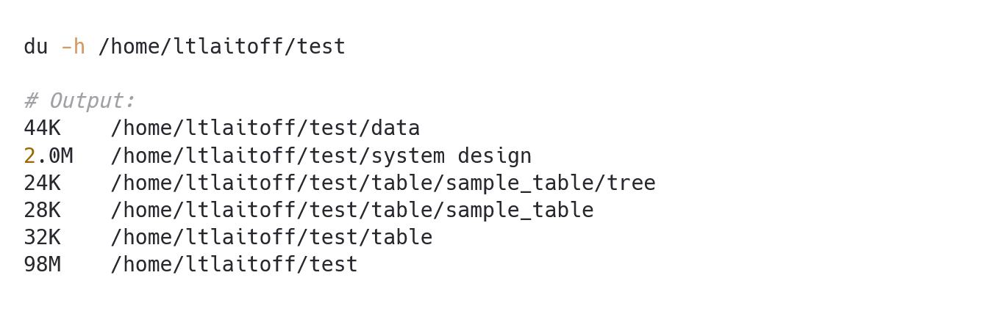 du -h /home/ltlaitoff/test
# Output:
44K    /home/ltlaitoff/test/data
2.0M   /home/ltlaitoff/test/system design
24K    /home/ltlaitoff/test/table/sample_table/tree
28K    /home/ltlaitoff/test/table/sample_table
32K    /home/ltlaitoff/test/table
98M    /home/ltlaitoff/test